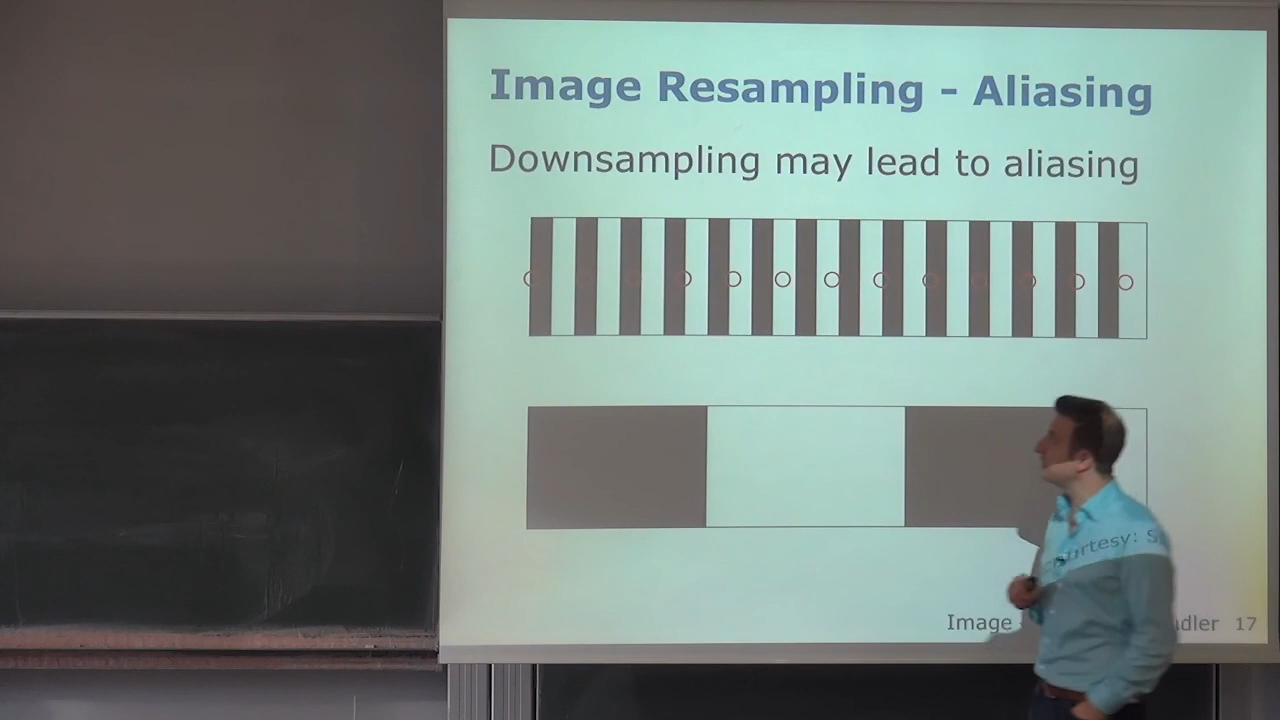 Image Resampling - Aliasing
Downsampling may lead to aliasing
Image
17